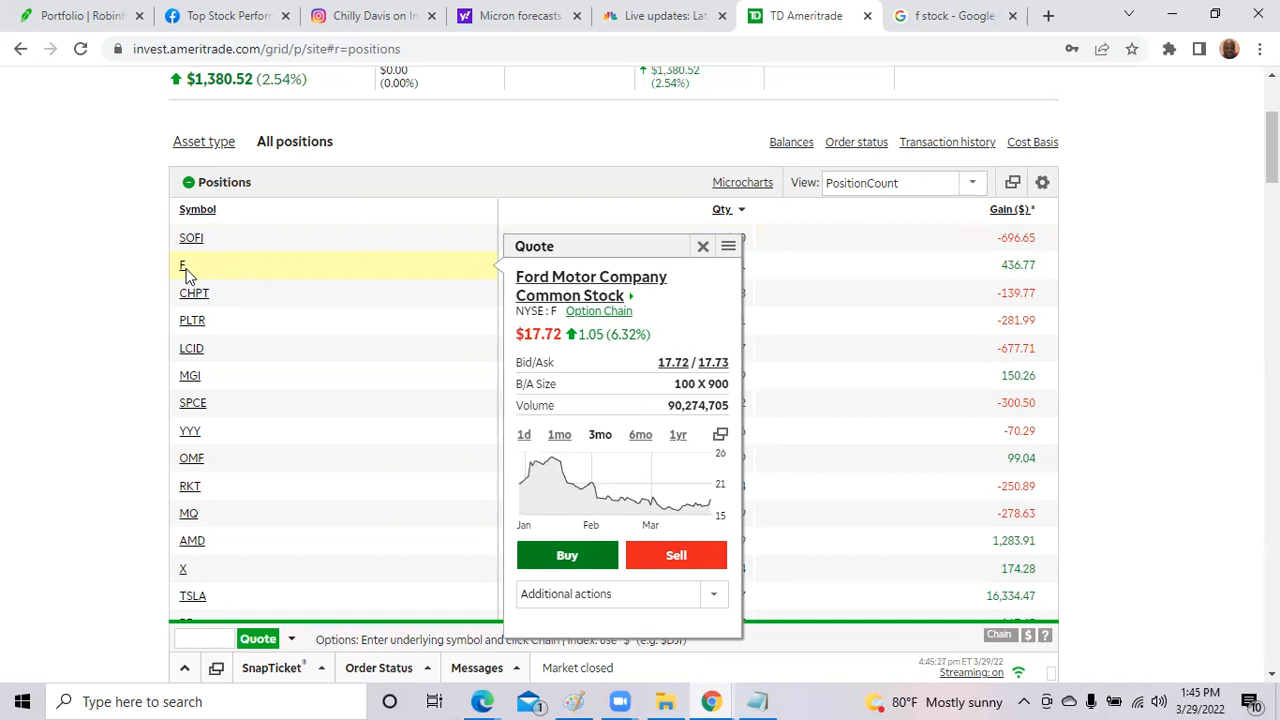 Portfolio | Robinh
Top Stock Perform
Chilly Davis on In
MDron forecasts
Live updates: Lat
TD Ameritrade
f stock - Google
invest.ameritrade.com/grid/p/site#r=positions
$1,380.52 (2.54%)
$0.00
(0.00%)
$1,380.52
(2.54%)
Asset type All positions
Balances Order status Transaction history Cost Basis
Positions
Microcharts View: PositionCount
Symbol Qty Gain ($) *
SOFI -696.65
F 436.77
CHPT -139.77
PLTR -281.99
LCID -677.71
MGI 150.26
SPCE -300.50
YYY -70.29
OMF 99.04
RKT -250.89
MQ -278.63
AMD 1,283.91
X 174.28
TSLA 16,334.47
Quote
Ford Motor Company
Common Stock
NYSE : F Option Chain
$17.72 1.05 (6.32%)
Bid/Ask 17.72 / 17.73
B/A Size 100 X 900
Volume 90,274,705
1d 1mo 3mo 6mo 1yr
26
21
15
Jan Feb Mar
Buy Sell
Additional actions
Quote Options: Enter underlying symbol and click Chain | Index: use "$" (e.g. $DJI)
Chain $ ?
SnapTicket® Order Status Messages Market closed
4:45:27 pm ET 3/29/22
Streaming: on
Type here to search
1
80°F Mostly sunny
1:45 PM
3/29/2022
10